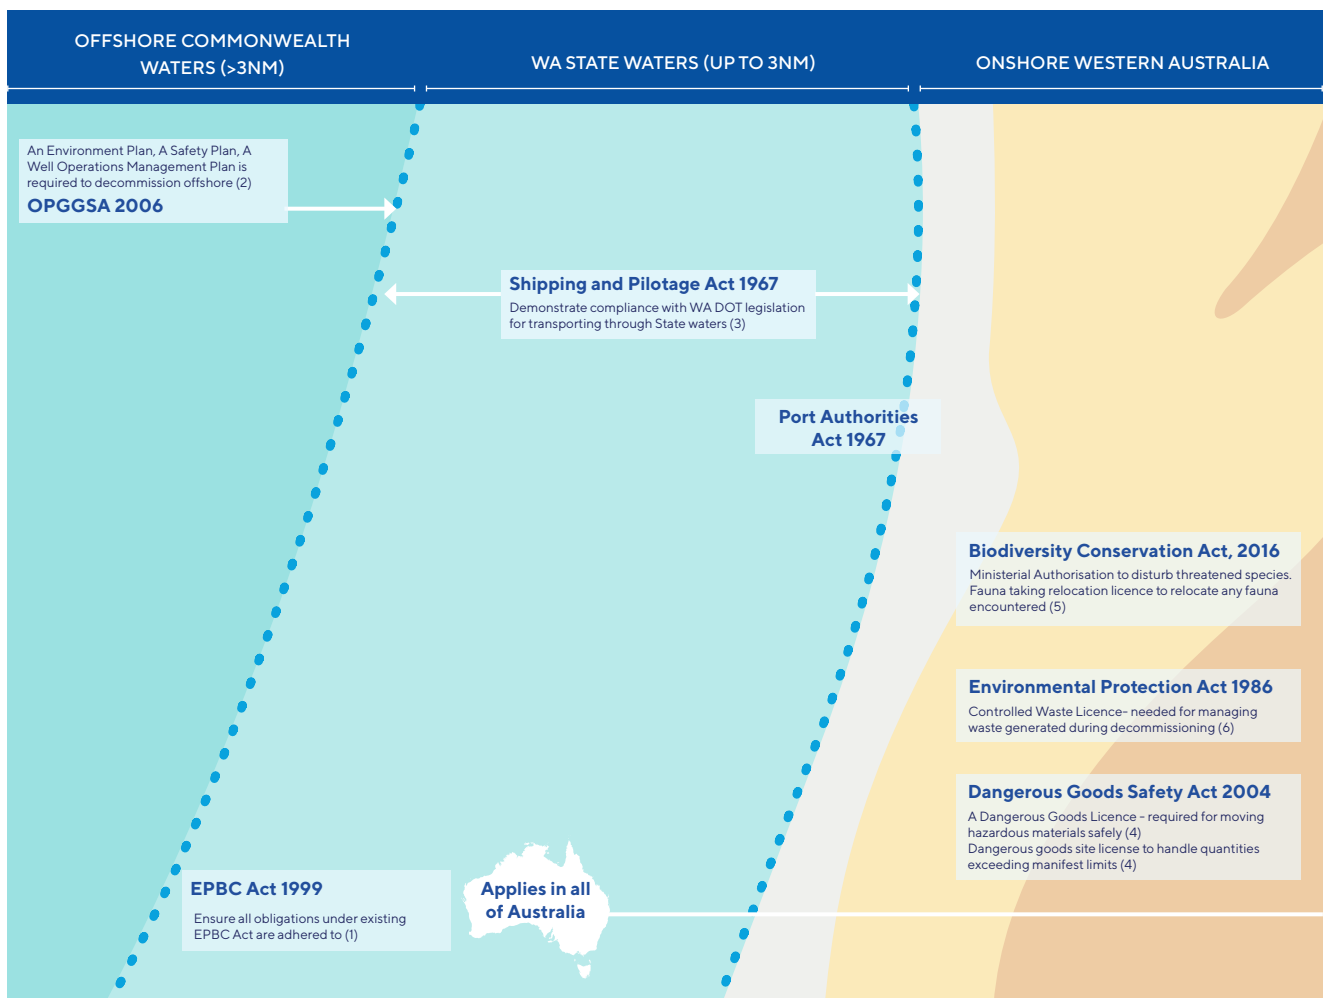 OFFSHORE COMMONWEALTH
WATERS (>3NM)
WA STATE WATERS (UP TO 3NM)
ONSHORE WESTERN AUSTRALIA
An Environment Plan, A Safety Plan, A
Well Operations Management Plan is
required to decommission offshore (2)
OPGGSA 2006
Shipping and Pilotage Act 1967
Demonstrate compliance with WA DOT legislation
for transporting through State waters (3)
Port Authorities
Act 1967
Biodiversity Conservation Act, 2016
Ministerial Authorisation to disturb threatened species.
Fauna taking relocation licence to relocate any fauna
encountered (5)
Environmental Protection Act 1986
Controlled Waste Licence- needed for managing
waste generated during decommissioning (6)
Dangerous Goods Safety Act 2004
A Dangerous Goods Licence - required for moving
hazardous materials safely (4)
Dangerous goods site license to handle quantities
exceeding manifest limits (4)
EPBC Act 1999
Ensure all obligations under existing
EPBC Act are adhered to (1)
Applies in all
of Australia